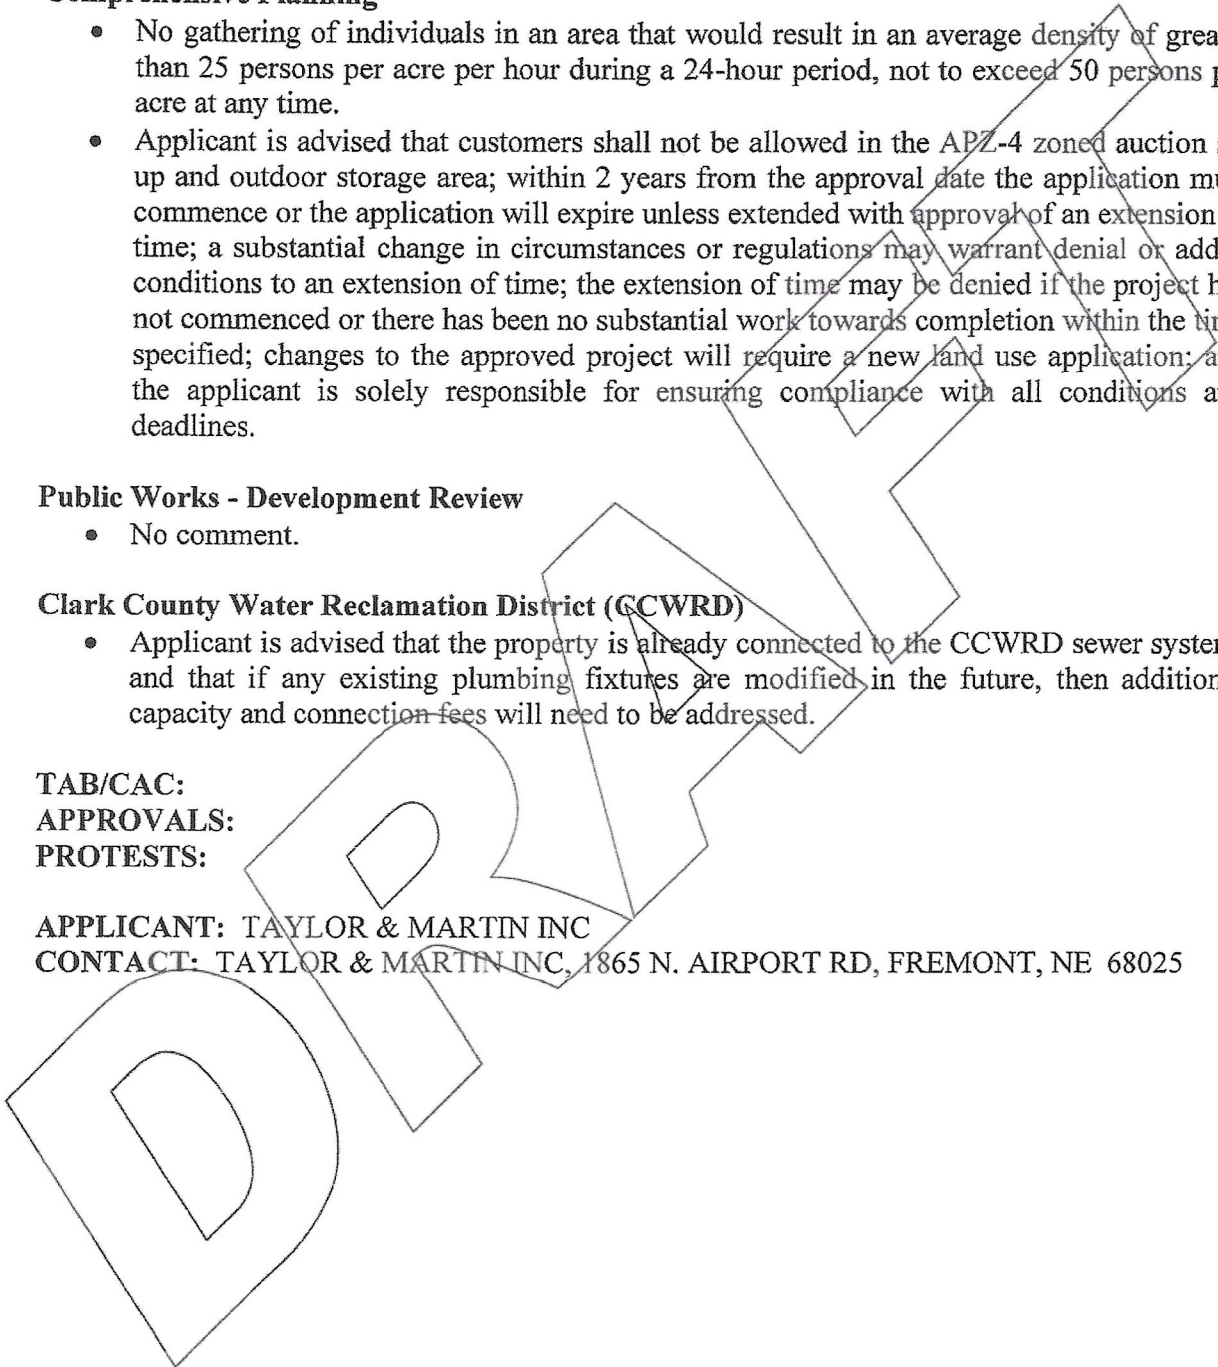 Comprehensive Planning
• No gathering of individuals in an area that would result in an average density of grea
than 25 persons per acre per hour during a 24-hour period, not to exceed 50 persons p
acre at any time.
• Applicant is advised that customers shall not be allowed in the APZ-4 zoned auction
up and outdoor storage area; within 2 years from the approval date the application mu
commence or the application will expire unless extended with approval of an extension
time; a substantial change in circumstances or regulations may warrant denial or add
conditions to an extension of time; the extension of time may be denied if the project h
not commenced or there has been no substantial work towards completion within the tim
specified; changes to the approved project will require a new land use application; a
the applicant is solely responsible for ensuring compliance with all conditions a
deadlines.
Public Works - Development Review
• No comment.
Clark County Water Reclamation District (CCWRD)
• Applicant is advised that the property is already connected to the CCWRD sewer system
and that if any existing plumbing fixtures are modified in the future, then addition
capacity and connection fees will need to be addressed.
TAB/CAC:
APPROVALS:
PROTESTS:
APPLICANT: TAYLOR & MARTIN INC
CONTACT: TAYLOR & MARTIN INC, 1865 N. AIRPORT RD, FREMONT, NE 68025
DRAFT